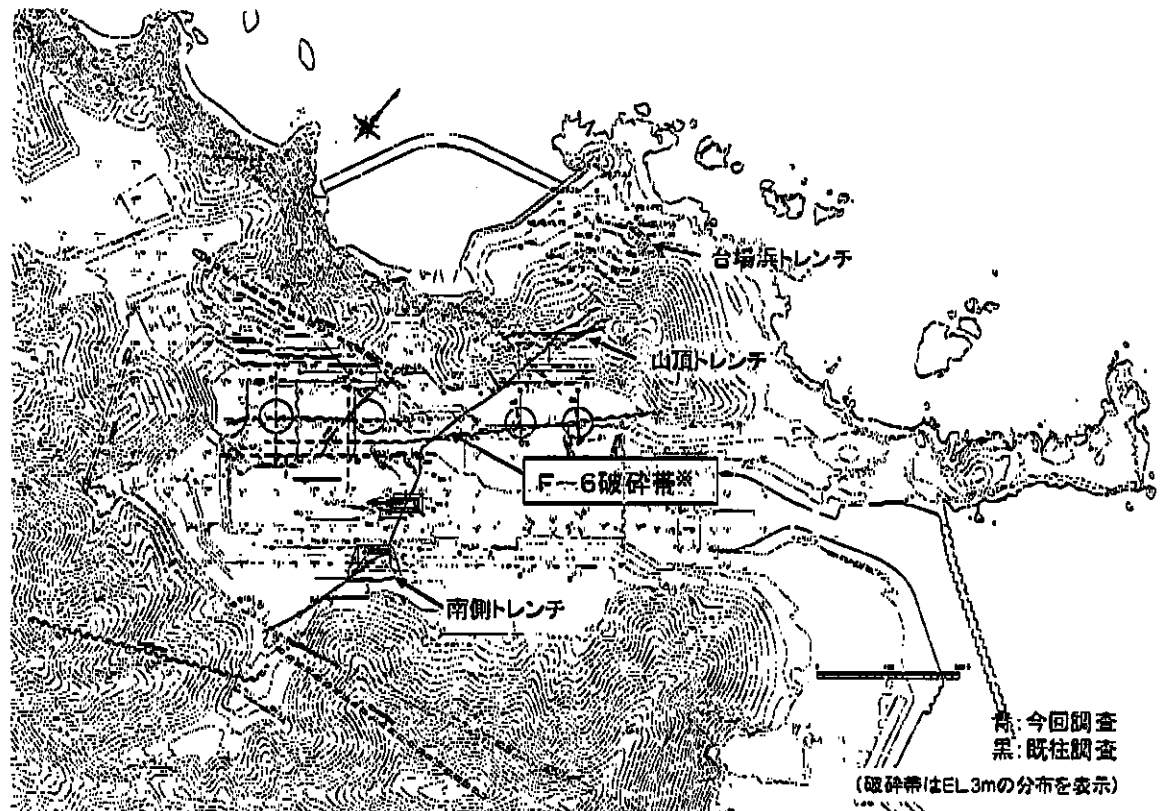 台場浜トレンチ
山頂トレンチ
F-6破砕帯※
南側トレンチ
青:今回調査
黒:既往調査
(破砕帯はEL3mの分布を表示)